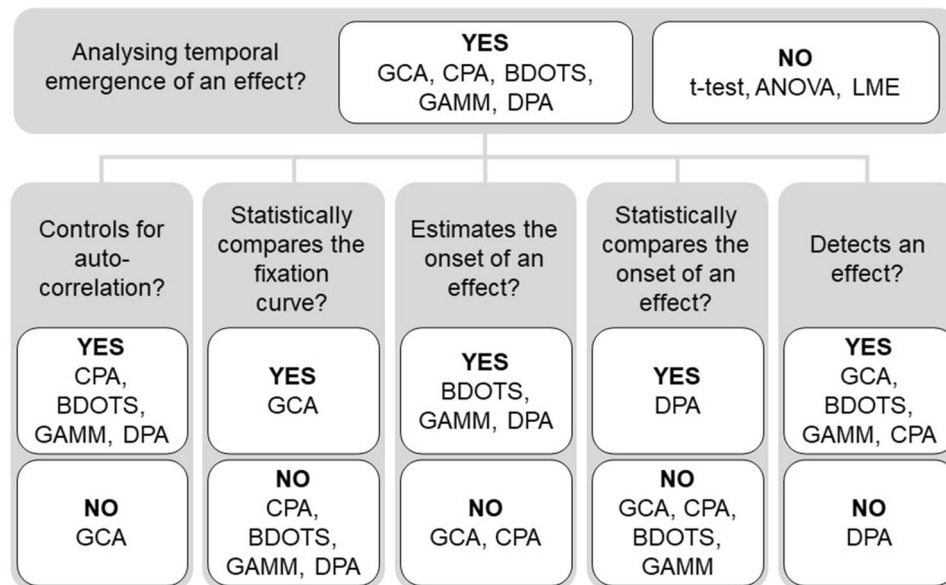 Analysing temporal
emergence of an effect?
YES
GCA, CPA, BDOTS,
GAMM, DPA
NO
t-test, ANOVA, LME
Controls for
auto-
correlation?
YES
CPA,
BDOTS,
GAMM, DPA
NO
GCA
Statistically
compares the
fixation
curve?
YES
GCA
NO
CPA,
BDOTS,
GAMM, DPA
Estimates the
onset of an
effect?
YES
BDOTS,
GAMM, DPA
NO
GCA, CPA
Statistically
compares the
onset of an
effect?
YES
DPA
NO
GCA, CPA,
BDOTS,
GAMM
Detects an
effect?
YES
GCA,
BDOTS,
GAMM, CPA
NO
DPA